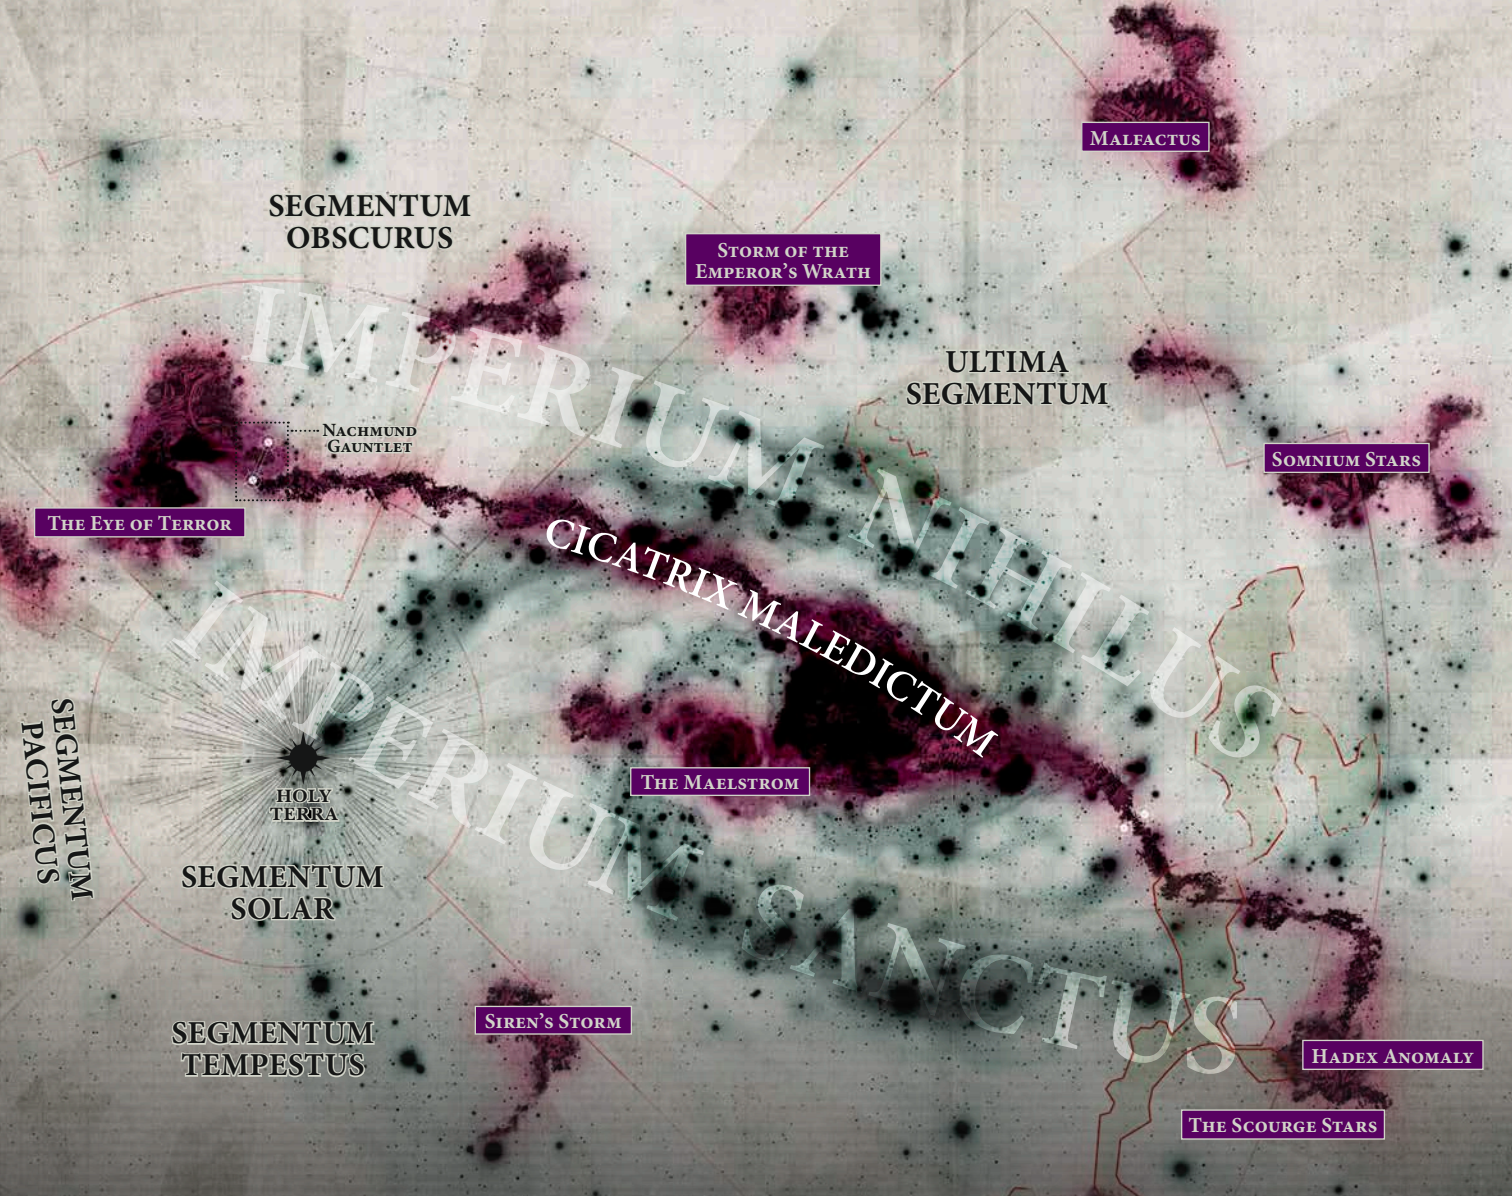 MALFACTUS
SEGMENTUM
OBSCURUS
STORM OF THE
EMPEROR'S WRATH
IMPERIUM NIHILUS
ULTIMA
SEGMENTUM
NACHMUND
GAUNTLET
SOMNIUM STARS
THE EYE OF TERROR
CICATRIX MALEDICTUM
IMPERIUM SANCTUS
SEGMENTUM
PACIFICUS
THE MAELSTROM
HOLY
TERRA
SEGMENTUM
SOLAR
SIREN'S STORM
SEGMENTUM
TEMPESTUS
HADEX ANOMALY
THE SCOURGE STARS